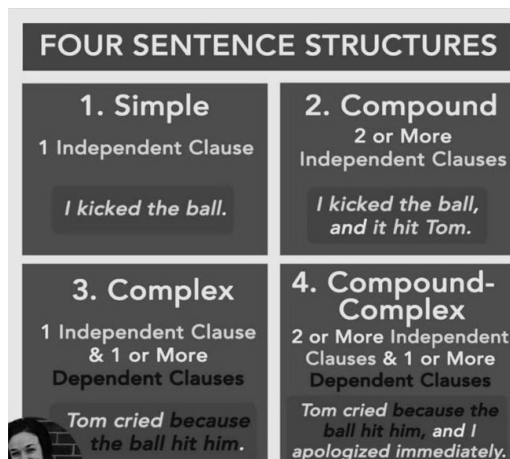 FOUR SENTENCE STRUCTURES
1. Simple
1 Independent Clause
I kicked the ball.
2. Compound
2 or More
Independent Clauses
I kicked the ball,
and it hit Tom.
3. Complex
1 Independent Clause
& 1 or More
Dependent Clauses
Tom cried because
the ball hit him.
4. Compound-
Complex
2 or More Independent
Clauses & 1 or More
Dependent Clauses
Tom cried because the
ball hit him, and I
apologized immediately.